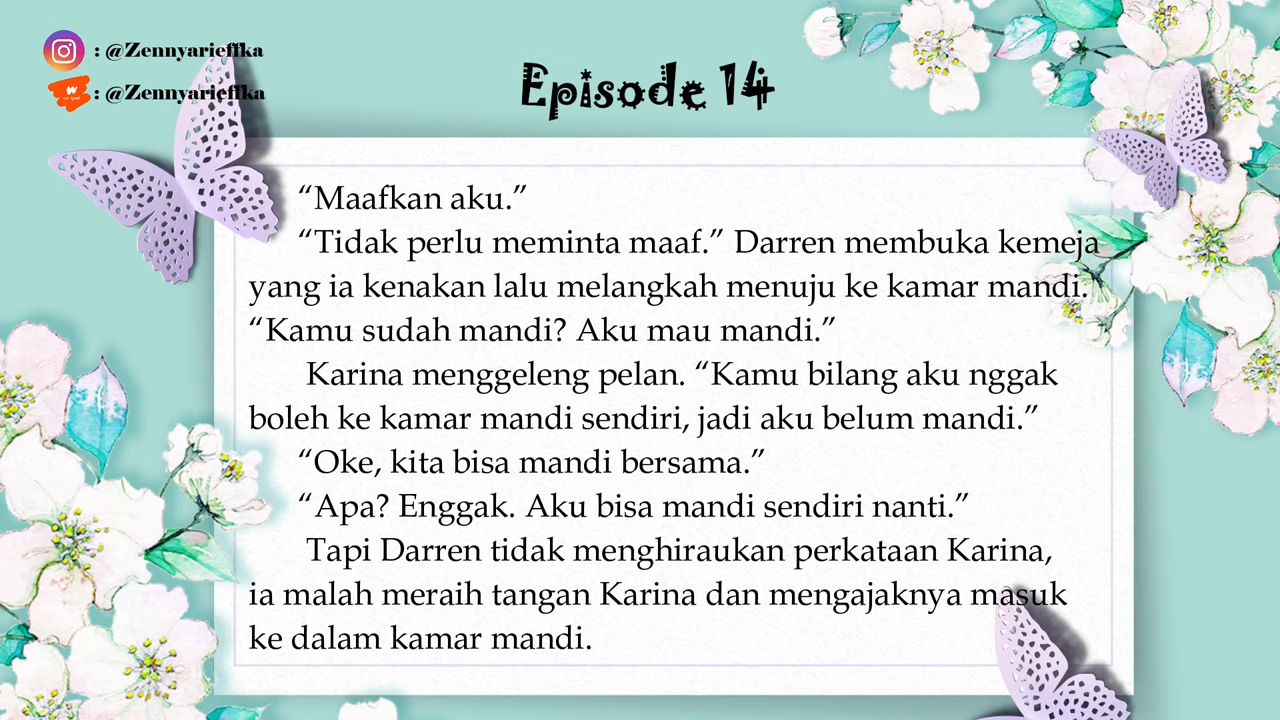 : @Zennyarieffka
: @Zennyarieffka
Episode 14
“Maafkan aku.”
“Tidak perlu meminta maaf.” Darren membuka kemeja
yang ia kenakan lalu melangkah menuju ke kamar mandi.
“Kamu sudah mandi? Aku mau mandi.”
Karina menggeleng pelan. “Kamu bilang aku nggak
boleh ke kamar mandi sendiri, jadi aku belum mandi.”
“Oke, kita bisa mandi bersama.”
“Apa? Enggak. Aku bisa mandi sendiri nanti.”
Tapi Darren tidak menghiraukan perkataan Karina,
ia malah meraih tangan Karina dan mengajaknya masuk
ke dalam kamar mandi.